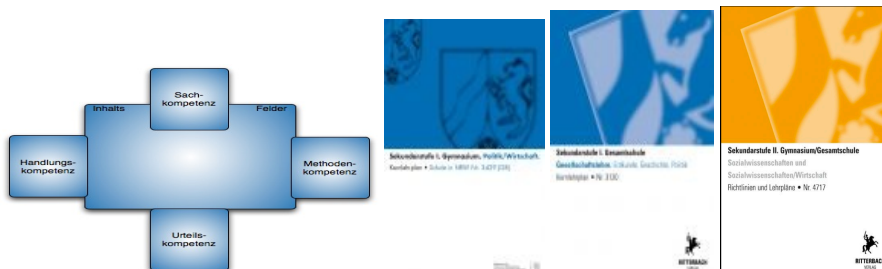 Sach-
kompetenz
Inhalts
Felder
Handlungs-
kompetenz
Methoden-
kompetenz
Urteils-
kompetenz
Sekundarstufe I. Gymnasium. Politik/Wirtschaft.
Kernlehrplan •
Sekundarstufe I. Gesamtschule
Gesellschaftslehre. Erdkunde, Geschichte, Politik
Kernlehrplan • Nr. 3120
Sekundarstufe II. Gymnasium/Gesamtschule
Sozialwissenschaften und
Sozialwissenschaften/Wirtschaft
Richtlinien und Lehrpläne • Nr. 4717
RITTERBACH
RITTERBACH
VERLAG